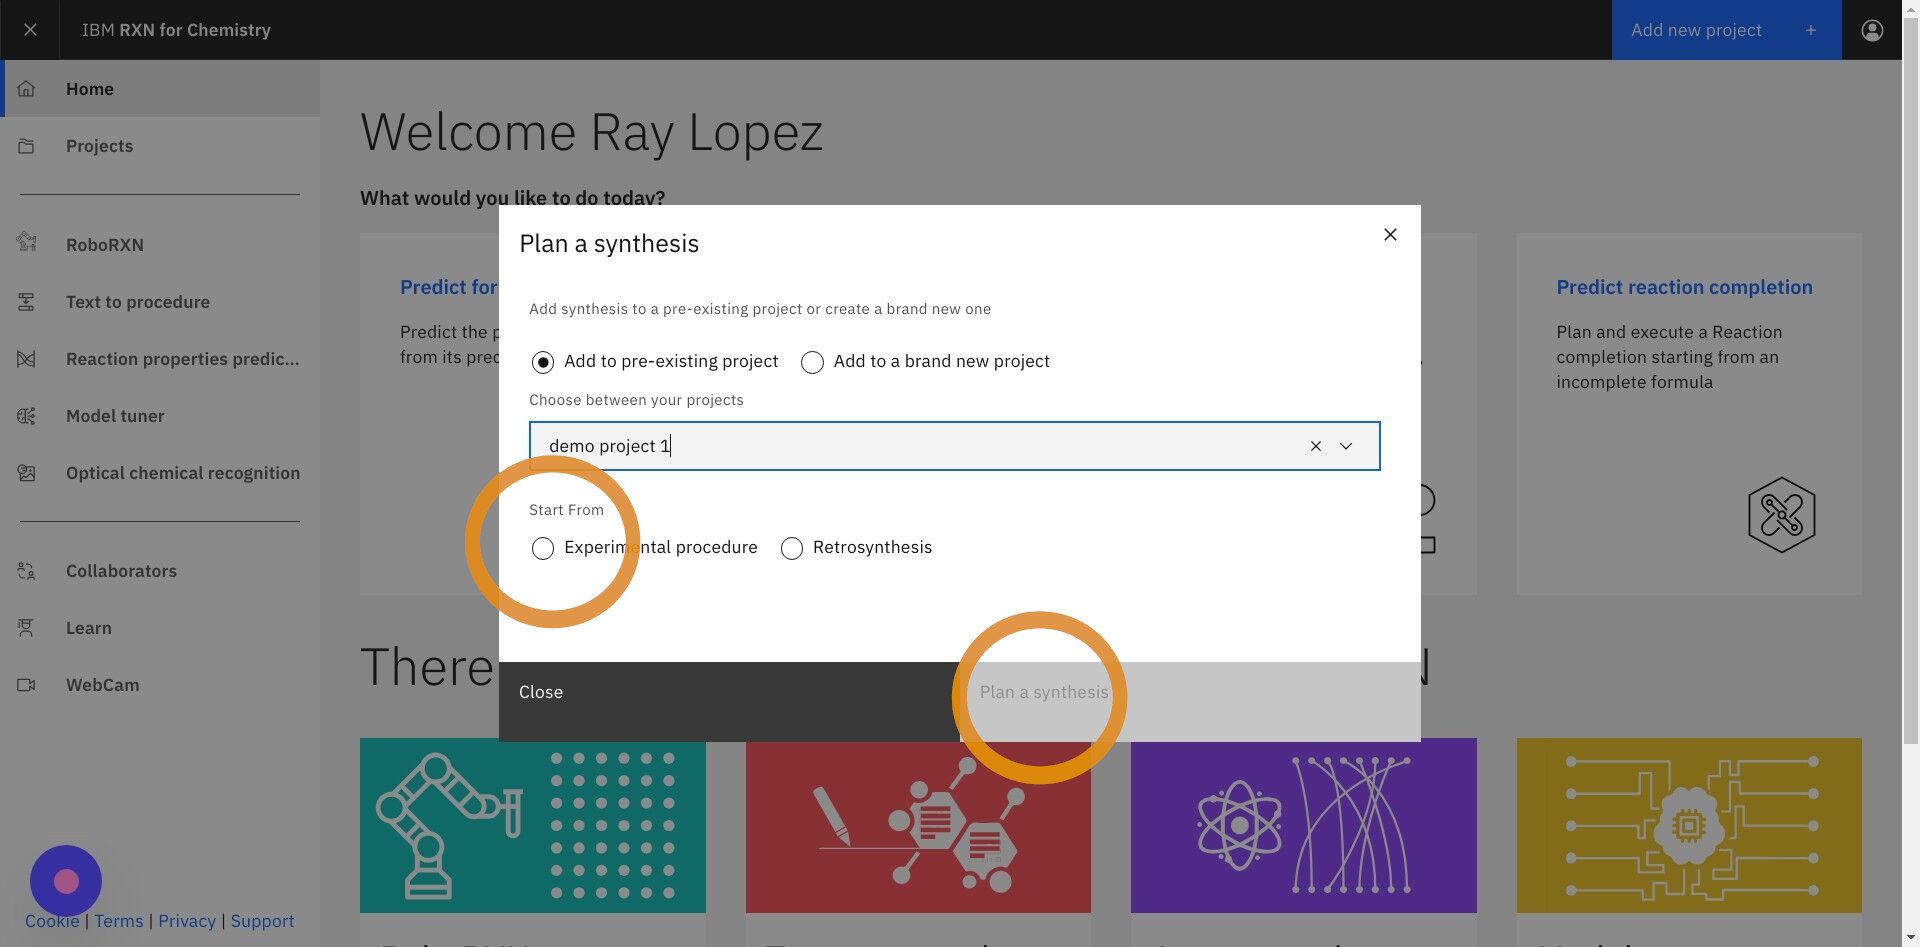 IBM RXN for Chemistry
Add new project +
Home
Projects
RoboRXN
Text to procedure
Reaction properties predic...
Model tuner
Optical chemical recognition
Collaborators
Learn
WebCam
Cookie | Terms | Privacy | Support
Welcome Ray Lopez
What would you like to do today?
Predict for
Predict the p
from its prec
Predict reaction completion
Plan and execute a Reaction
completion starting from an
incomplete formula
Plan a synthesis
Add synthesis to a pre-existing project or create a brand new one
Add to pre-existing project
Add to a brand new project
Choose between your projects
demo project 1
Start From
Experimental procedure
Retrosynthesis
Close
Plan a synthesis
There